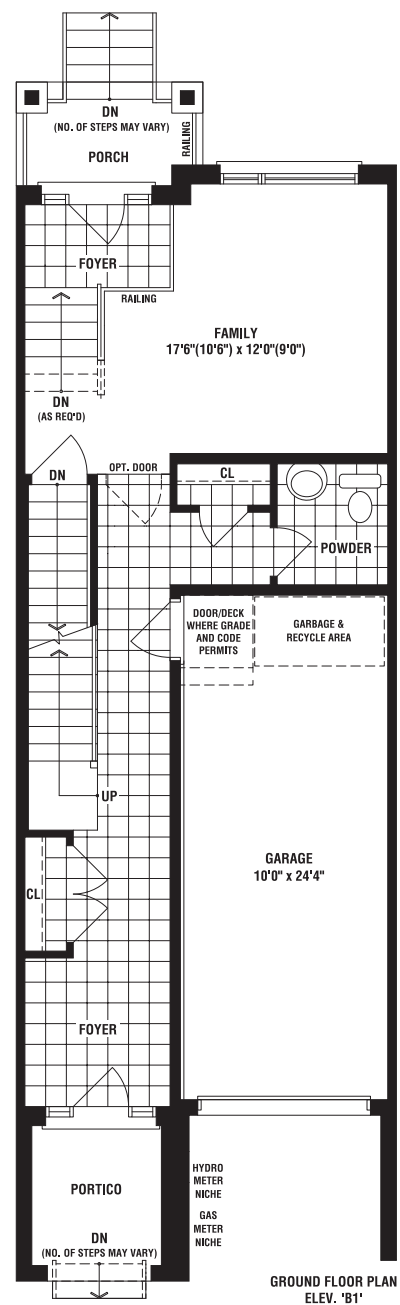 DN
(NO. OF STEPS MAY VARY)
RAILING
PORCH
FOYER
RAILING
FAMILY
17'6"(10'6") x 12'0"(9'0")
DN
(AS REQ'D)
DN
OPT. DOOR
CL
POWDER
DOOR/DECK
WHERE GRADE
AND CODE
PERMITS
GARBAGE &
RECYCLE AREA
UP
GARAGE
10'0" x 24'4"
CL
FOYER
PORTICO
HYDRO
METER
NICHE
GAS
METER
NICHE
DN
(NO. OF STEPS MAY VARY)
GROUND FLOOR PLAN
ELEV. 'B1'